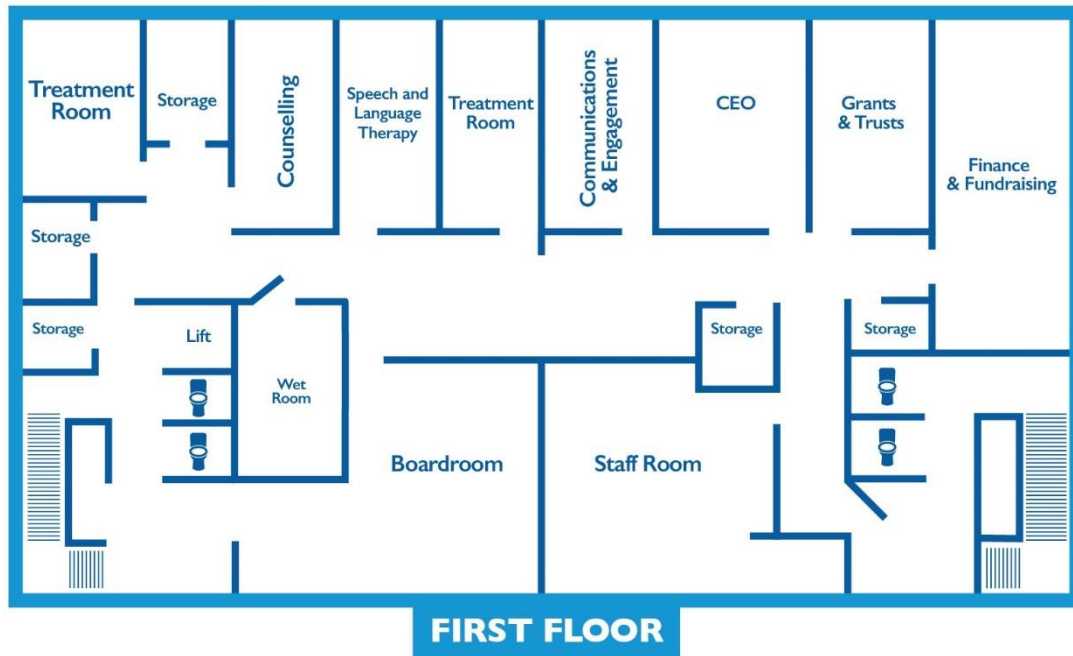 Treatment
Room
Storage
Counselling
Speech and
Language
Therapy
Treatment
Room
Communications
& Engagement
CEO
Grants
& Trusts
Finance
& Fundraising
Storage
Storage
Lift
Wet
Room
Storage
Storage
Boardroom
Staff Room
FIRST FLOOR